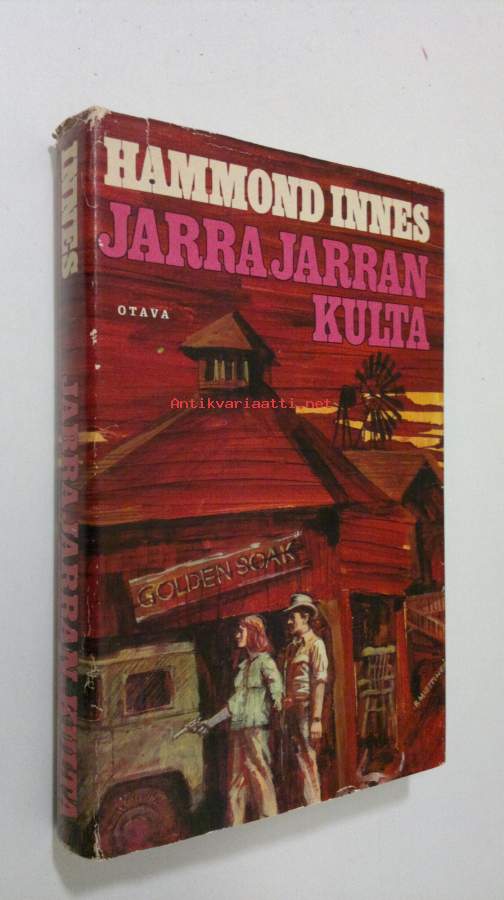 HAMMOND INNES
JARRA JARRAN
KULTA
OTAVA
Antikvariaatti.net
GOLDEN SOAK
INNES
JARRA JARRAN KULTA